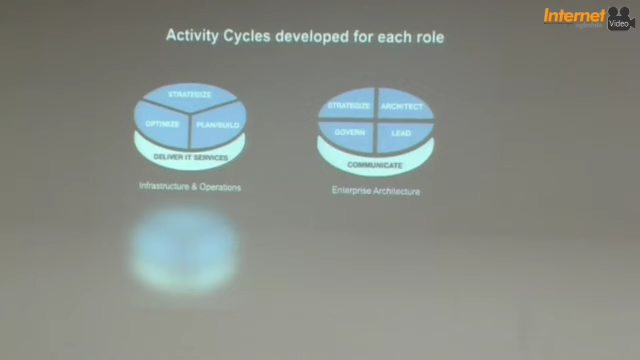 Internet
Video
Activity Cycles developed for each role
STRATEGIZE
OPTIMIZE
PLAN/BUILD
DELIVER IT SERVICES
Infrastructure & Operations
STRATEGIZE
ARCHITECT
GOVERN
LEAD
COMMUNICATE
Enterprise Architecture